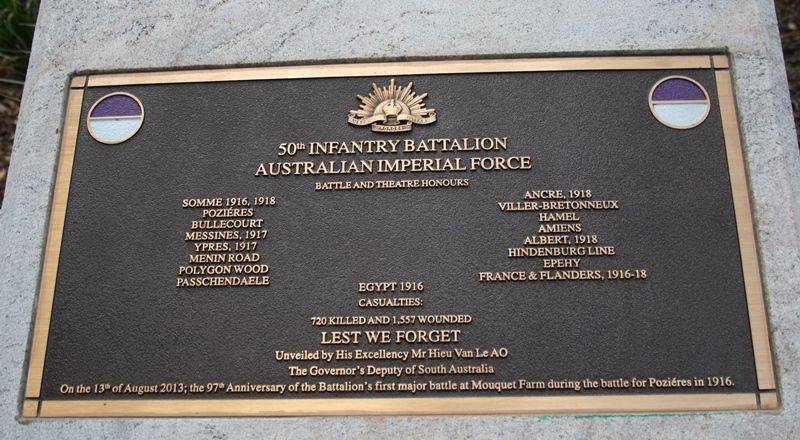 50th INFANTRY BATTALION
AUSTRALIAN IMPERIAL FORCE
BATTLE AND THEATRE HONOURS
SOMME 1916, 1918
POZIÉRES
BULLECOURT
MESSINES, 1917
YPRES, 1917
MENIN ROAD
POLYGON WOOD
PASSCHENDAELE
ANCRE, 1918
VILLER-BRETONNEUX
HAMEL
AMIENS
ALBERT, 1918
HINDENBURG LINE
EPEHY
FRANCE & FLANDERS, 1916-18
EGYPT 1916
CASUALTIES:
720 KILLED AND 1,557 WOUNDED
LEST WE FORGET
Unveiled by His Excellency Mr Hieu Van Le AO
The Governor's Deputy of South Australia
On the 13th of August 2013; the 97th Anniversary of the Battalion's first major battle at Mouquet Farm during the battle for Poziéres in 1916.